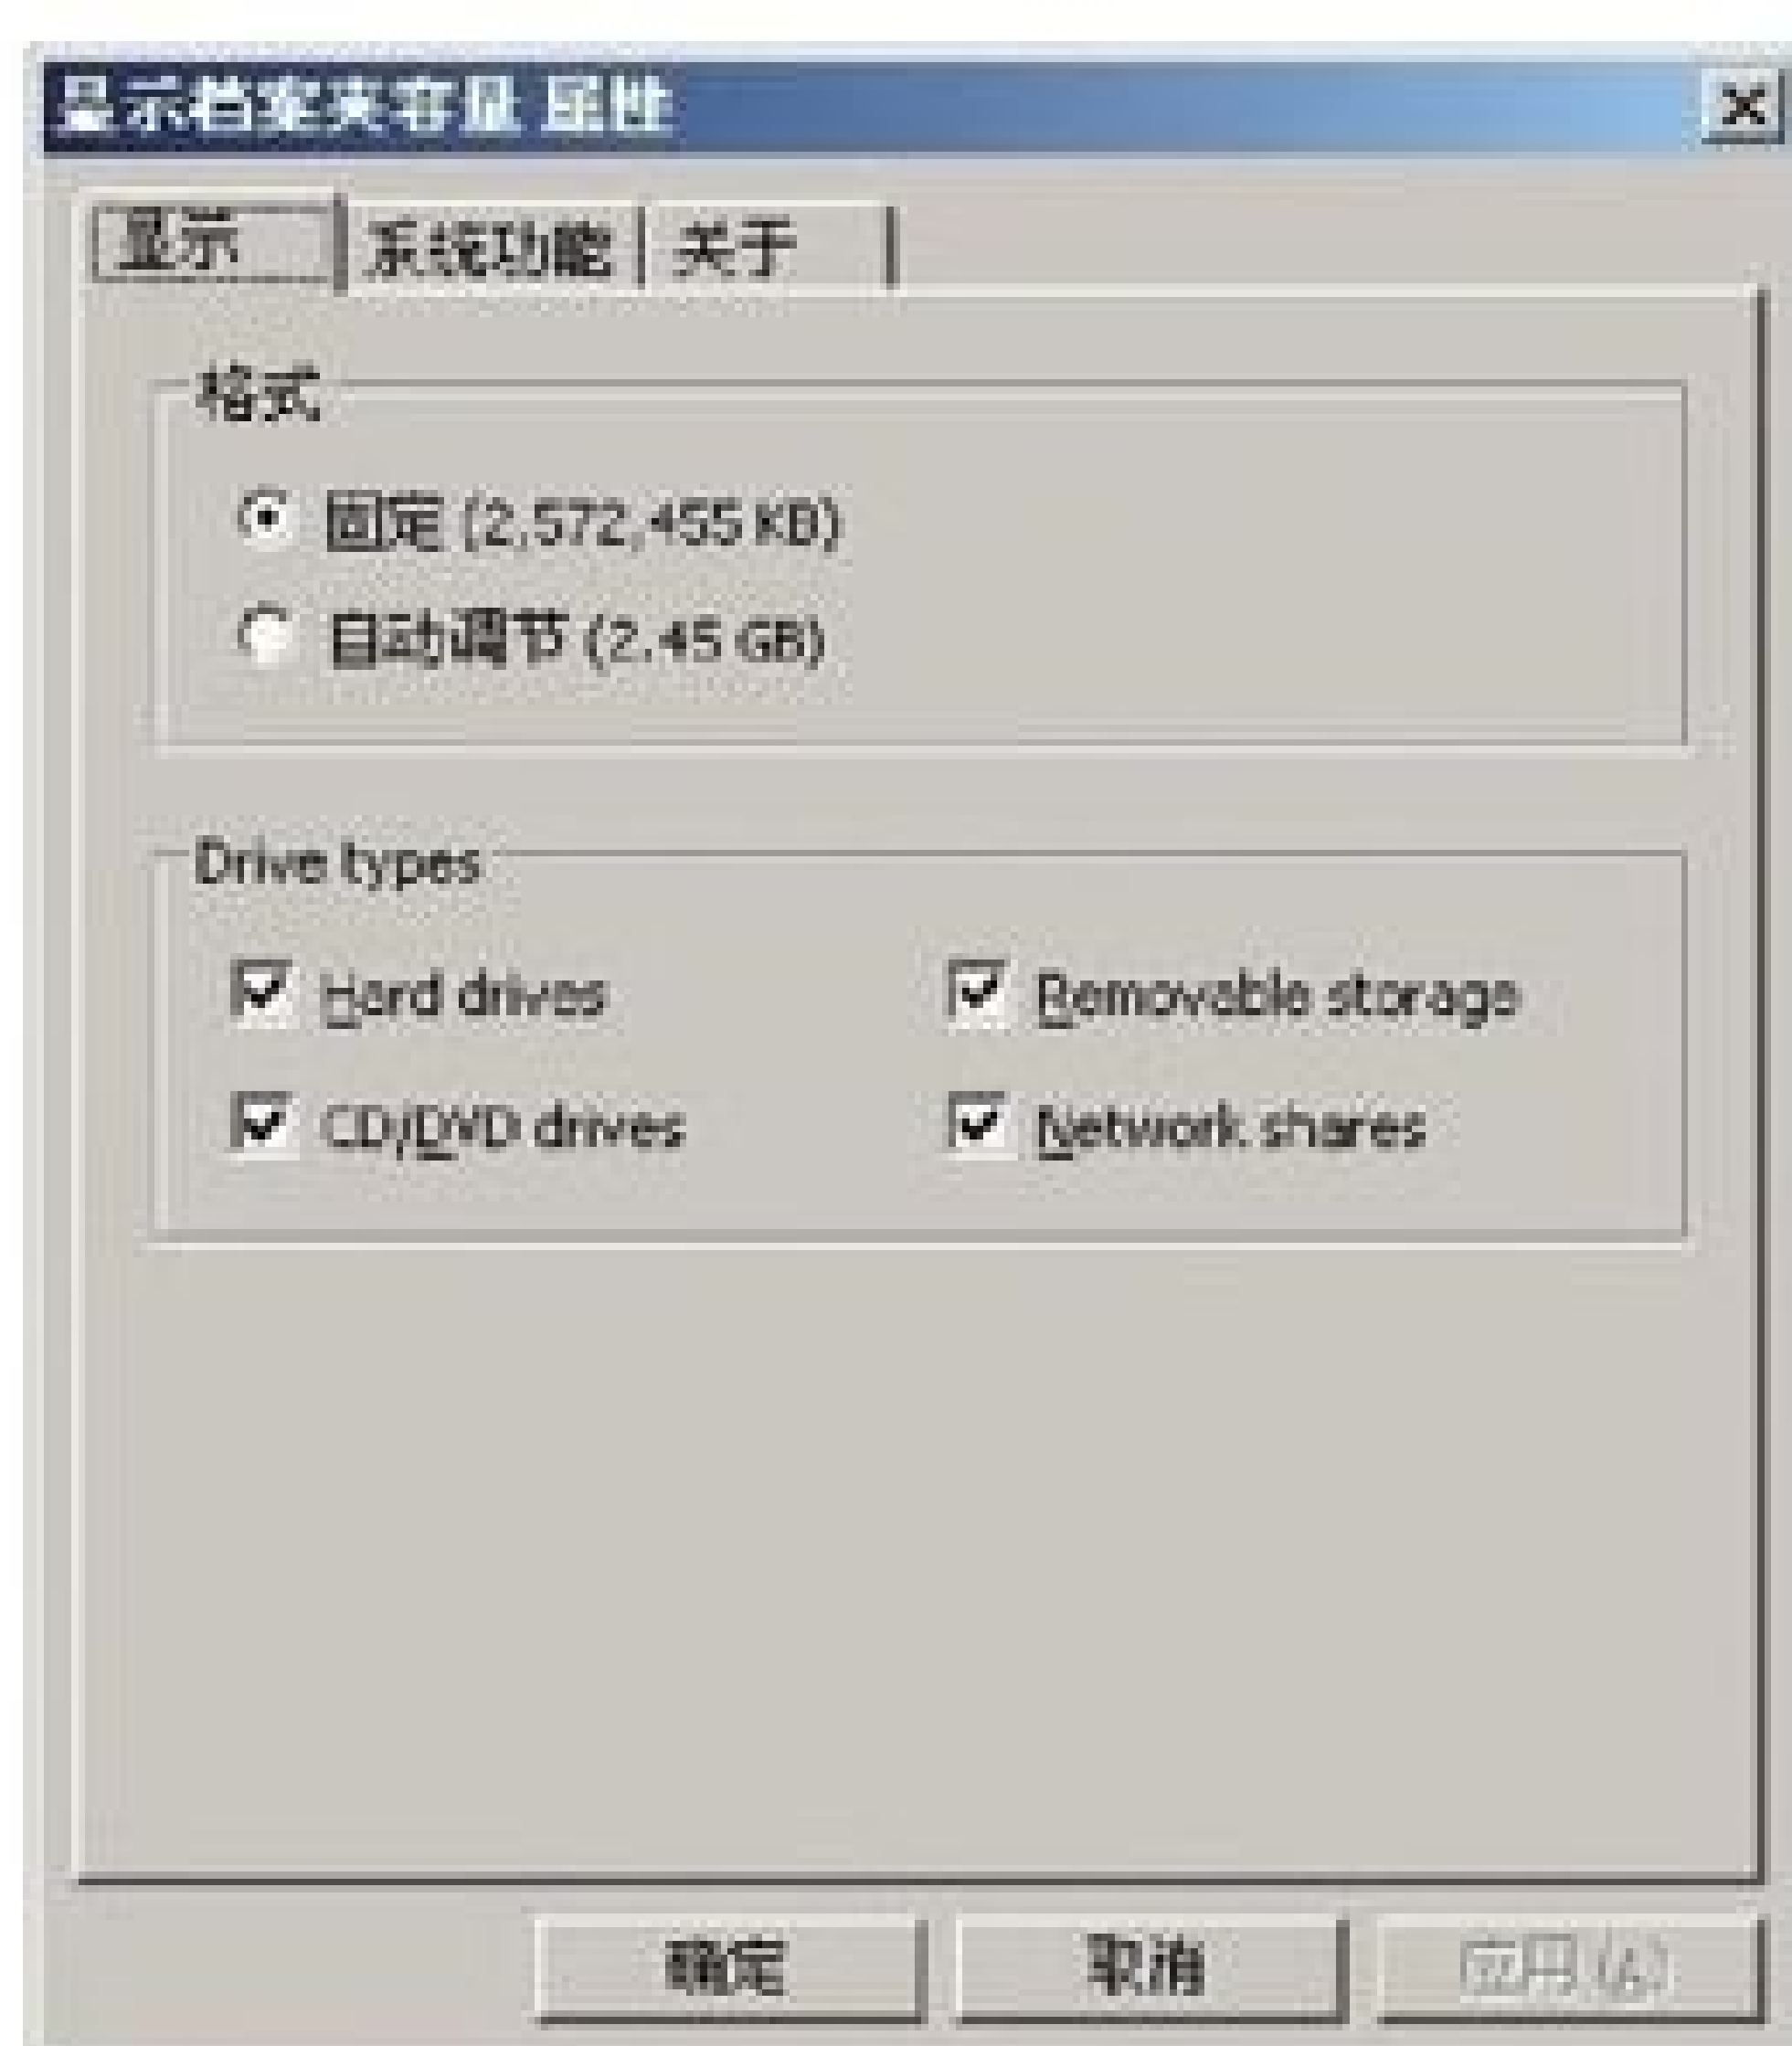 显示档案夹容量 属性
显示 系统功能 关于
格式
固定 (2,572,455 KB)
自动调节 (2.45 GB)
Drive types
Hard drives Removable storage
CD/DVD drives Network shares
确定 取消 应用(A)